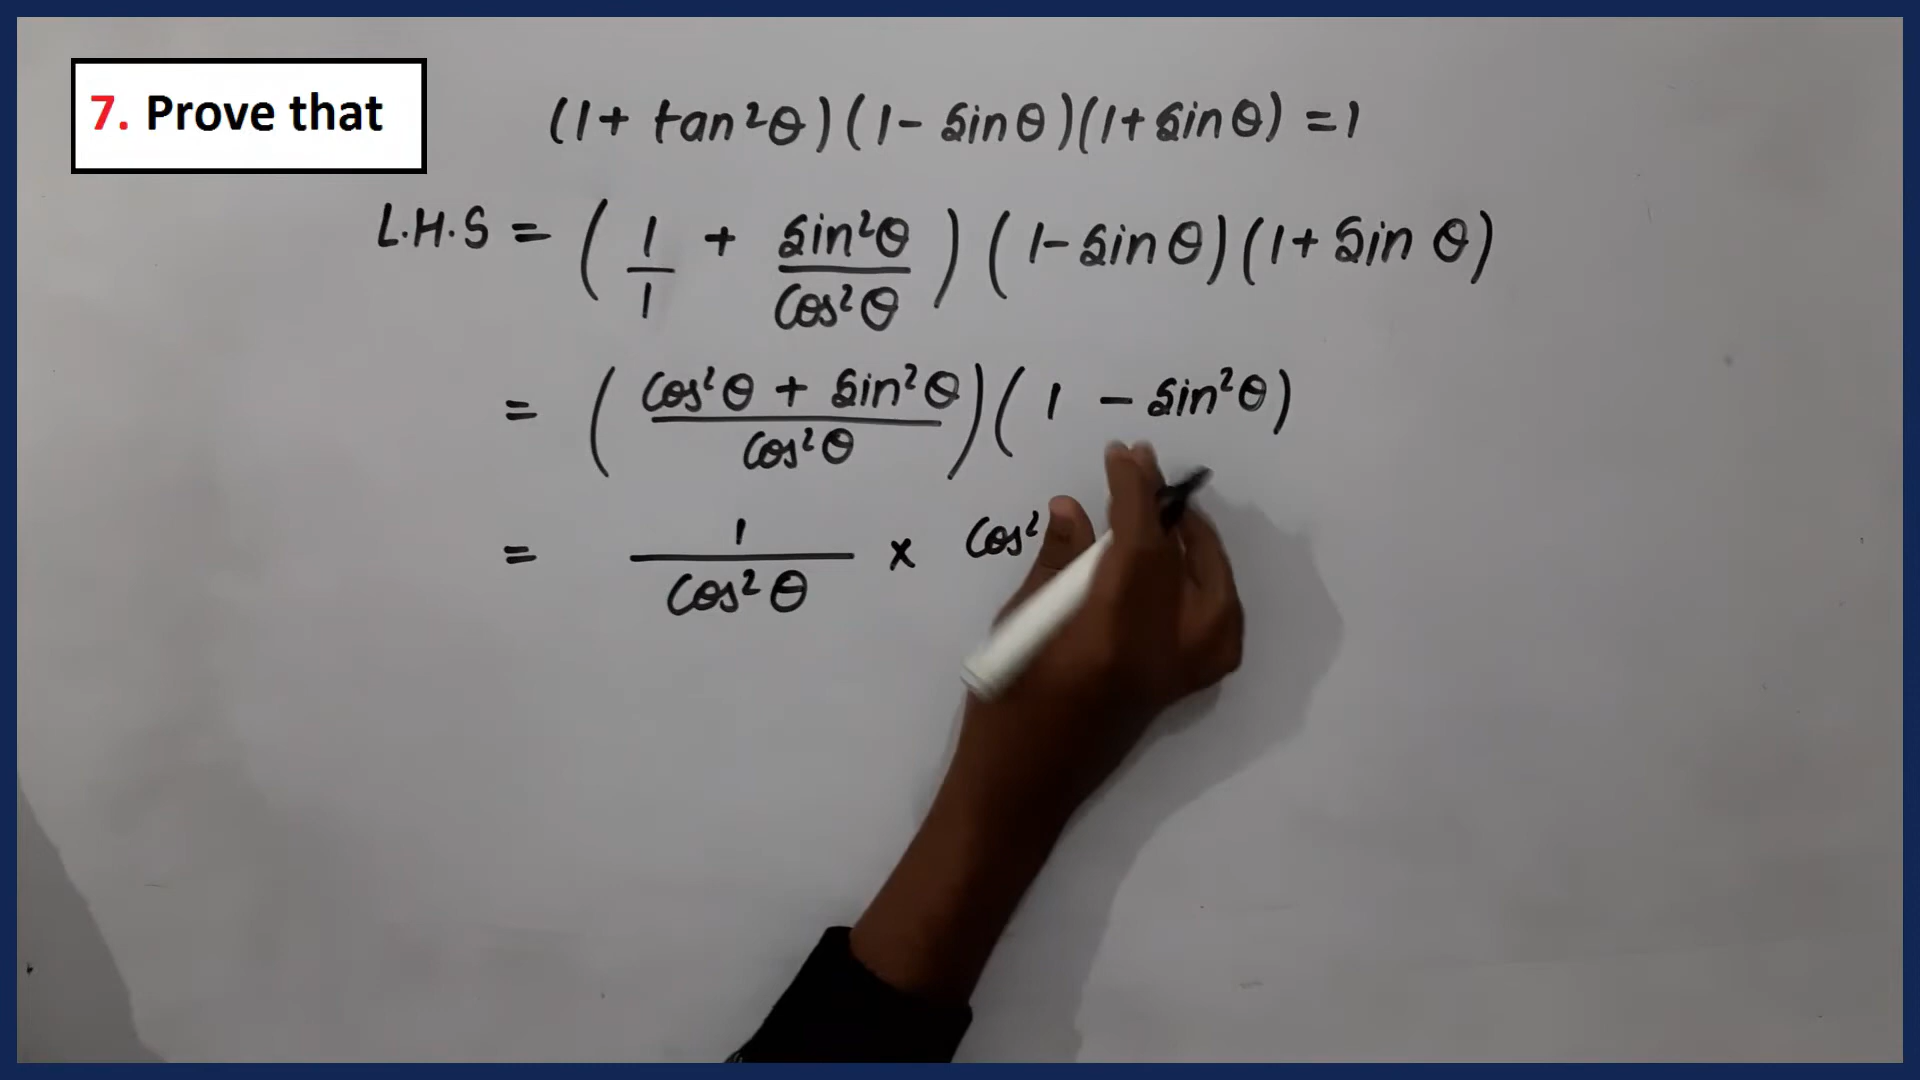 7. Prove that
(1 + tan²θ)(1 - sinθ)(1 + sinθ) = 1
L.H.S = (1/1 + sin²θ/cos²θ)(1 - sinθ)(1 + sinθ)
= (cos²θ + sin²θ/cos²θ)(1 - sin²θ)
= 1/cos²θ × cos²